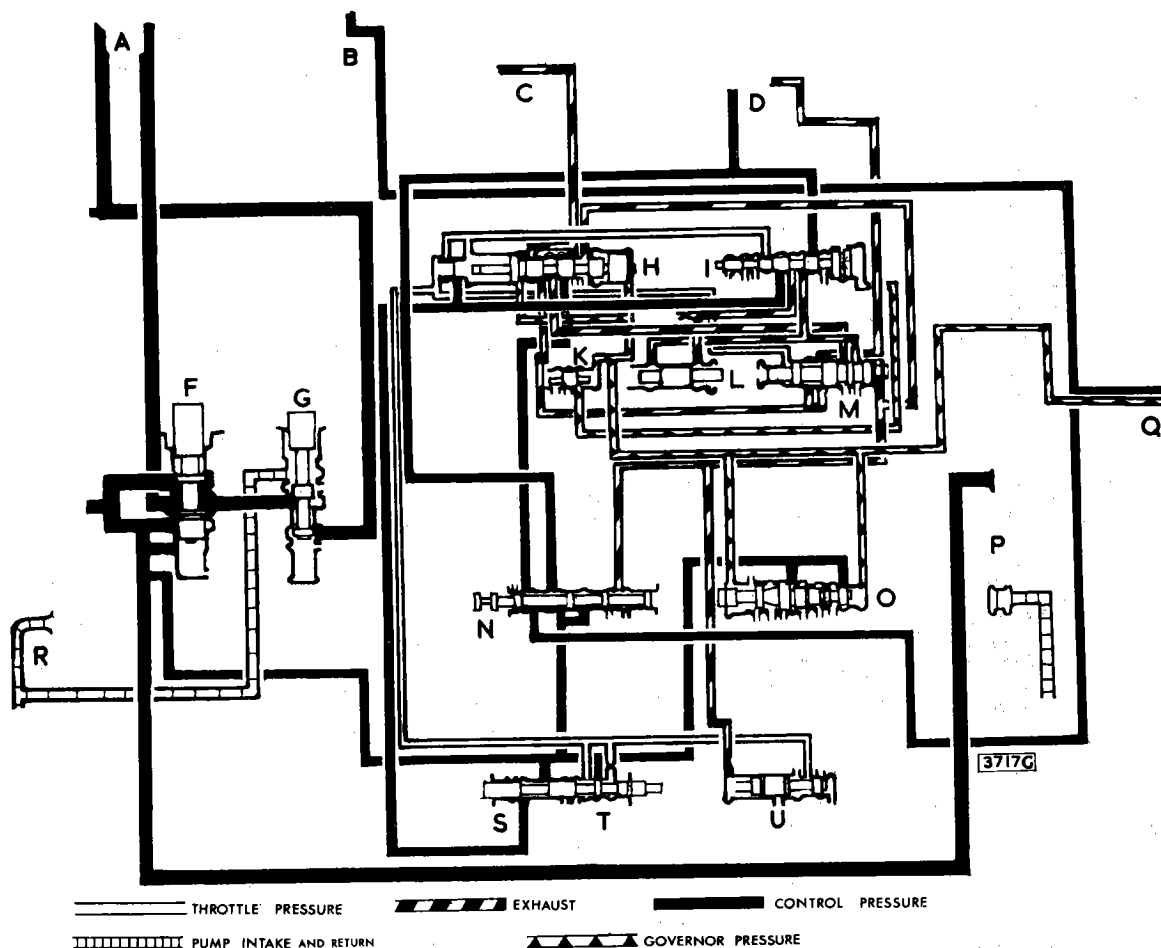 A
B
C
D
H
I
F
G
K
L
M
Q
P
N
O
R
3717G
S
T
U
THROTTLE PRESSURE
EXHAUST
CONTROL PRESSURE
PUMP INTAKE AND RETURN
GOVERNOR PRESSURE